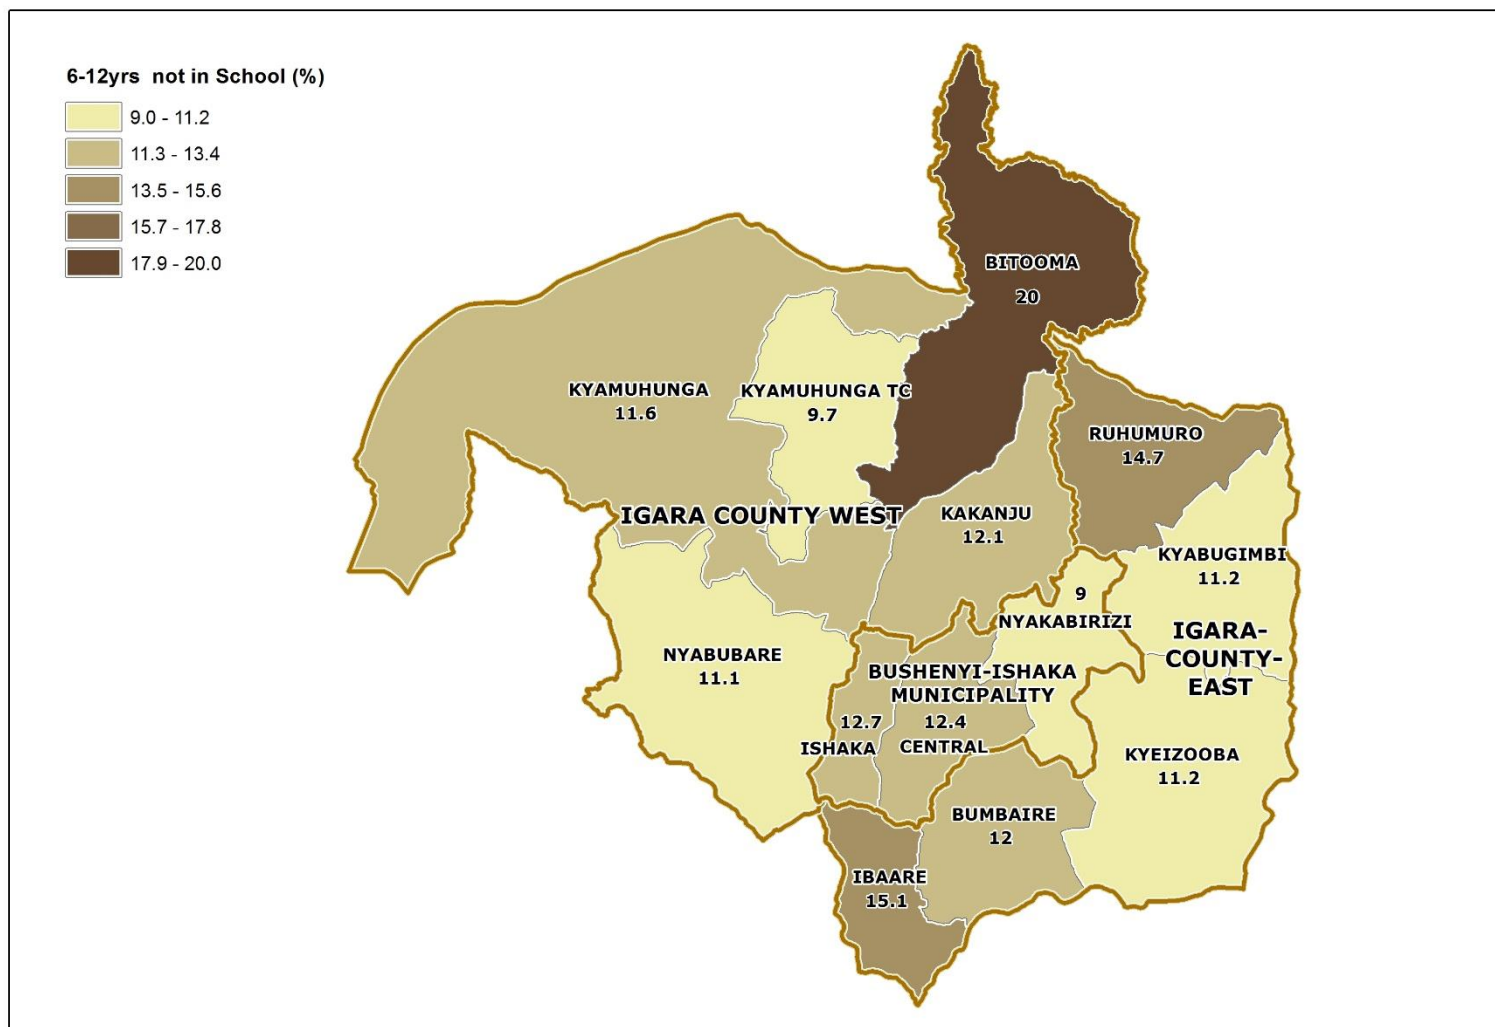 6-12yrs  not in School (%)
9.0 - 11.2
11.3 - 13.4
13.5 - 15.6
15.7 - 17.8
17.9 - 20.0
BITOOMA
20
KYAMUHUNGA
11.6
KYAMUHUNGA TC
9.7
RUHUMURO
14.7
IGARA COUNTY WEST
KAKANJU
12.1
KYABUGIMBI
11.2
9
NYAKABIRIZI
IGARA-
COUNTY-
EAST
NYABUBARE
11.1
BUSHENYI-ISHAKA
MUNICIPALITY
12.7
ISHAKA
12.4
CENTRAL
KYEIZOOBA
11.2
BUMBAIRE
12
IBAARE
15.1